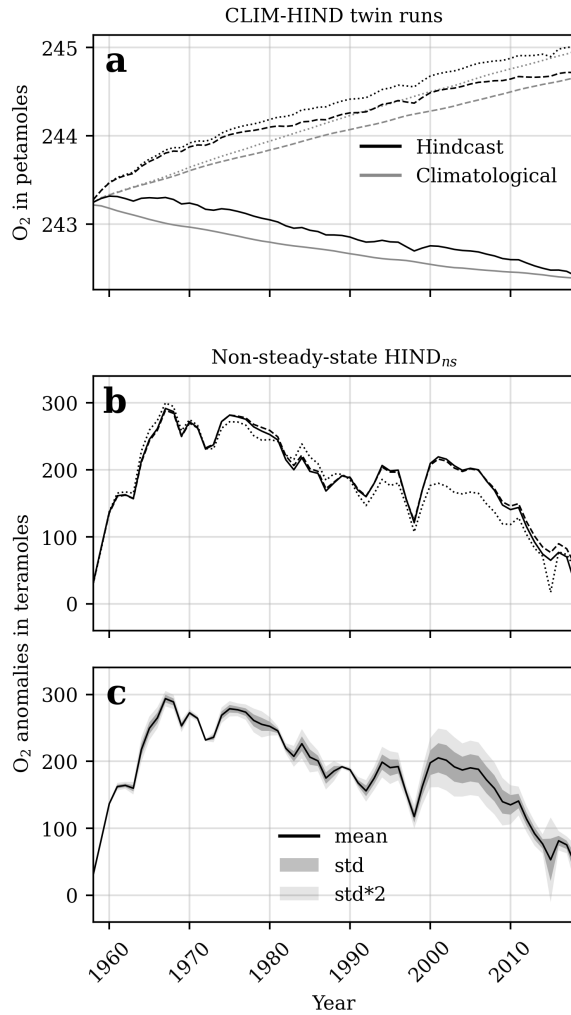 CLIM-HIND twin runs
a
245
244
243
O₂ in petamoles
Hindcast
Climatological
Non-steady-state HINDₙₛ
b
300
200
100
0
O₂ anomalies in teramoles
c
300
200
100
0
mean
std
std*2
1960
1970
1980
1990
2000
2010
Year